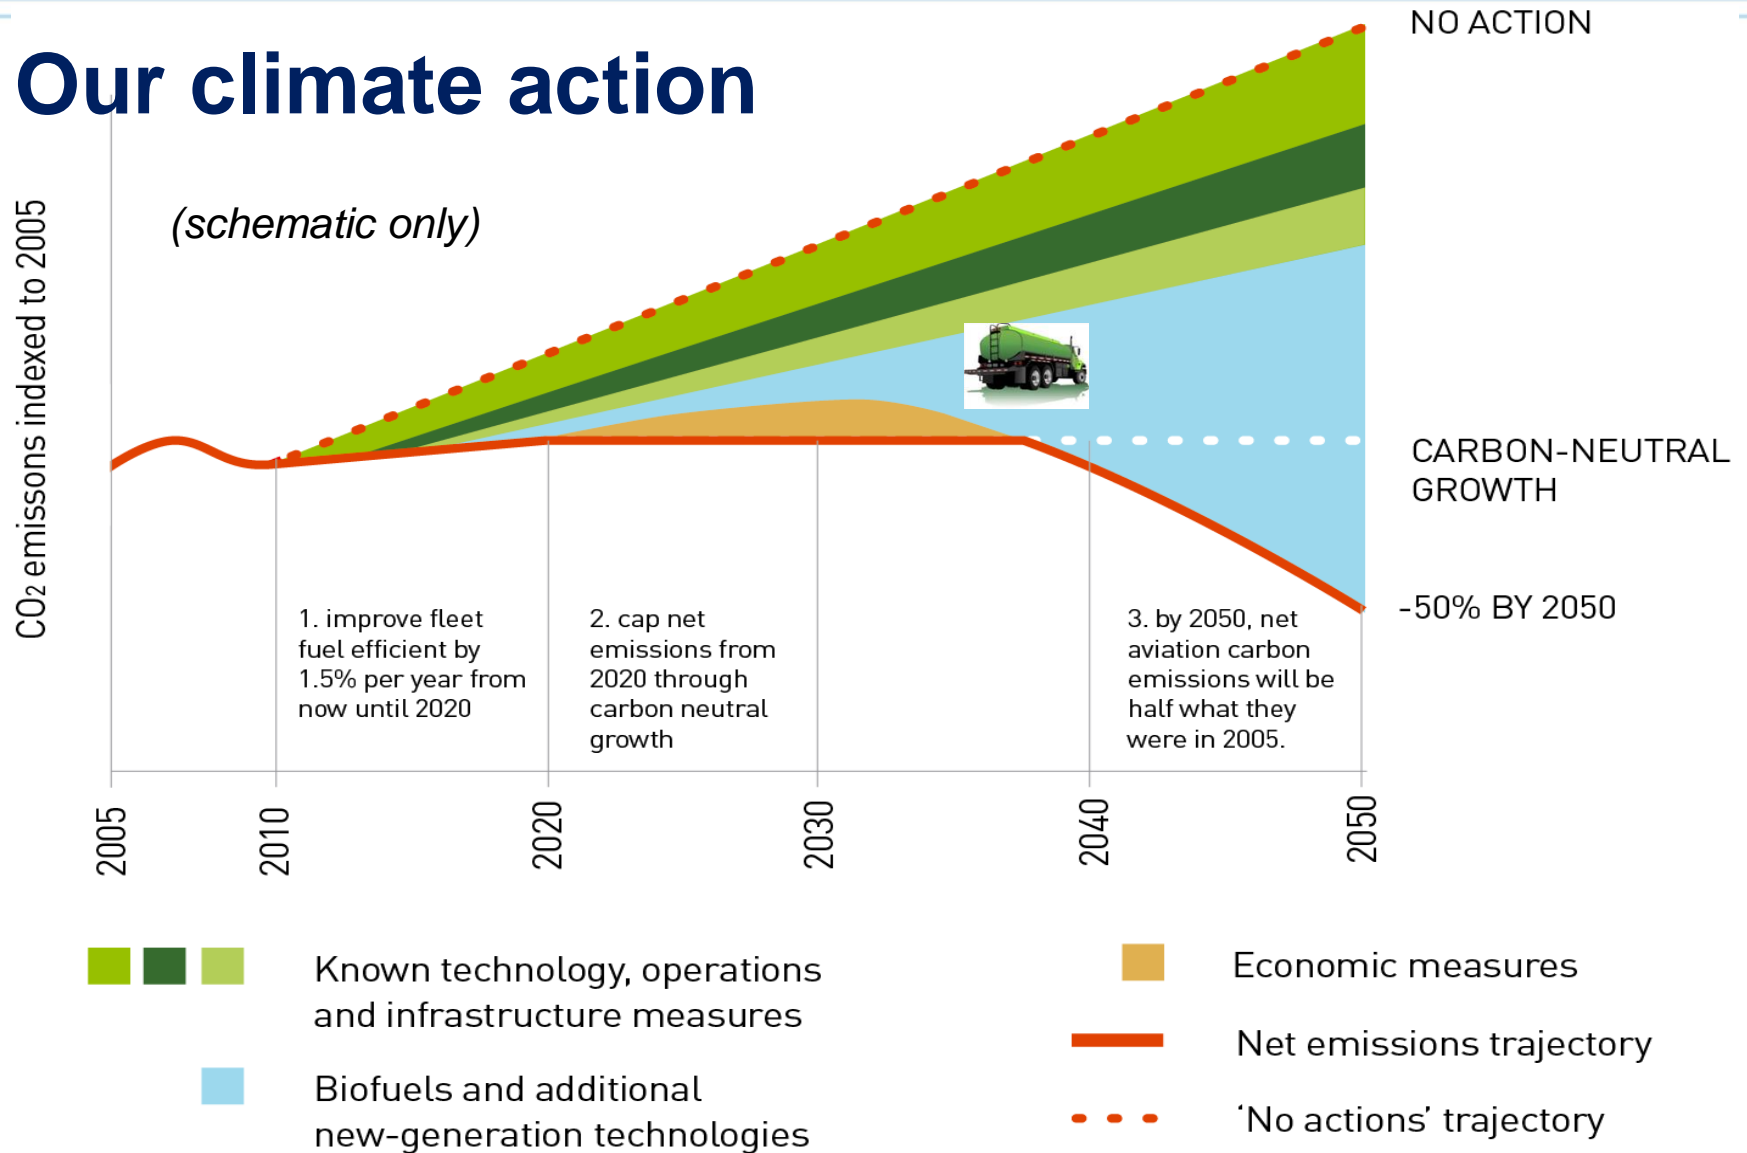 NO ACTION
Our climate action
(schematic only)
CO2 emissons indexed to 2005
CARBON-NEUTRAL
GROWTH
-50% BY 2050
1. improve fleet
fuel efficient by
1.5% per year from
now until 2020
2. cap net
emissions from
2020 through
carbon neutral
growth
3. by 2050, net
aviation carbon
emissions will be
half what they
were in 2005.
2005
2010
2020
2030
2040
2050
Known technology, operations
and infrastructure measures
Biofuels and additional
new-generation technologies
Economic measures
Net emissions trajectory
‘No actions’ trajectory